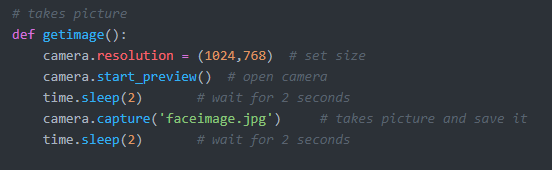 # takes picture
def getimage():
    camera.resolution = (1024,768)  # set size
    camera.start_preview()  # open camera
    time.sleep(2)       # wait for 2 seconds
    camera.capture('faceimage.jpg')     # takes picture and save it
    time.sleep(2)       # wait for 2 seconds